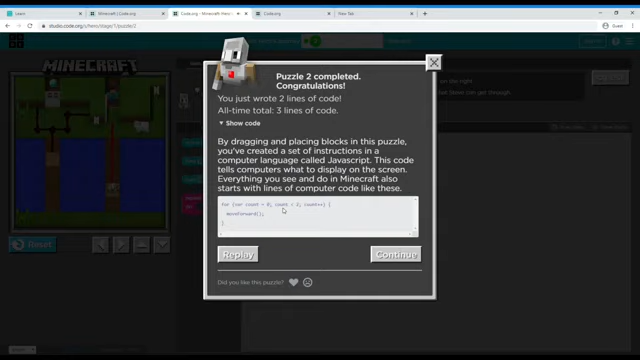 Learn
Minecraft | Code.org
Code.org - Minecraft Hero
Code.org
New Tab
studio.code.org/s/hero/stage/1/puzzle/2
Guest
MINECRAFT
Puzzle 2 completed.
Congratulations!
You just wrote 2 lines of code!
All-time total: 3 lines of code.
▼ Show code
By dragging and placing blocks in this puzzle,
you've created a set of instructions in a
computer language called Javascript. This code
tells computers what to display on the screen.
Everything you see and do in Minecraft also
starts with lines of computer code like these.
for (var count = 0; count < 2; count++) {
moveForward();
}
Reset
Replay
Continue
Did you like this puzzle?